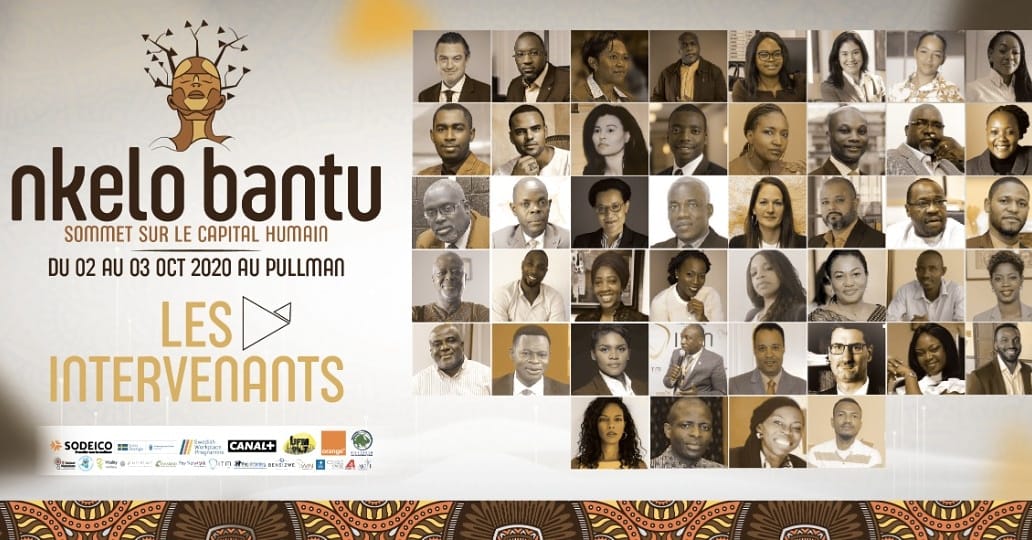 nkelo bantu
SOMMET SUR LE CAPITAL HUMAIN
DU 02 AU 03 OCT 2020 AU PULLMAN
LES
INTERVENANTS
SODEICO
Swedish
Workplace
Programme
CANAL+
orange